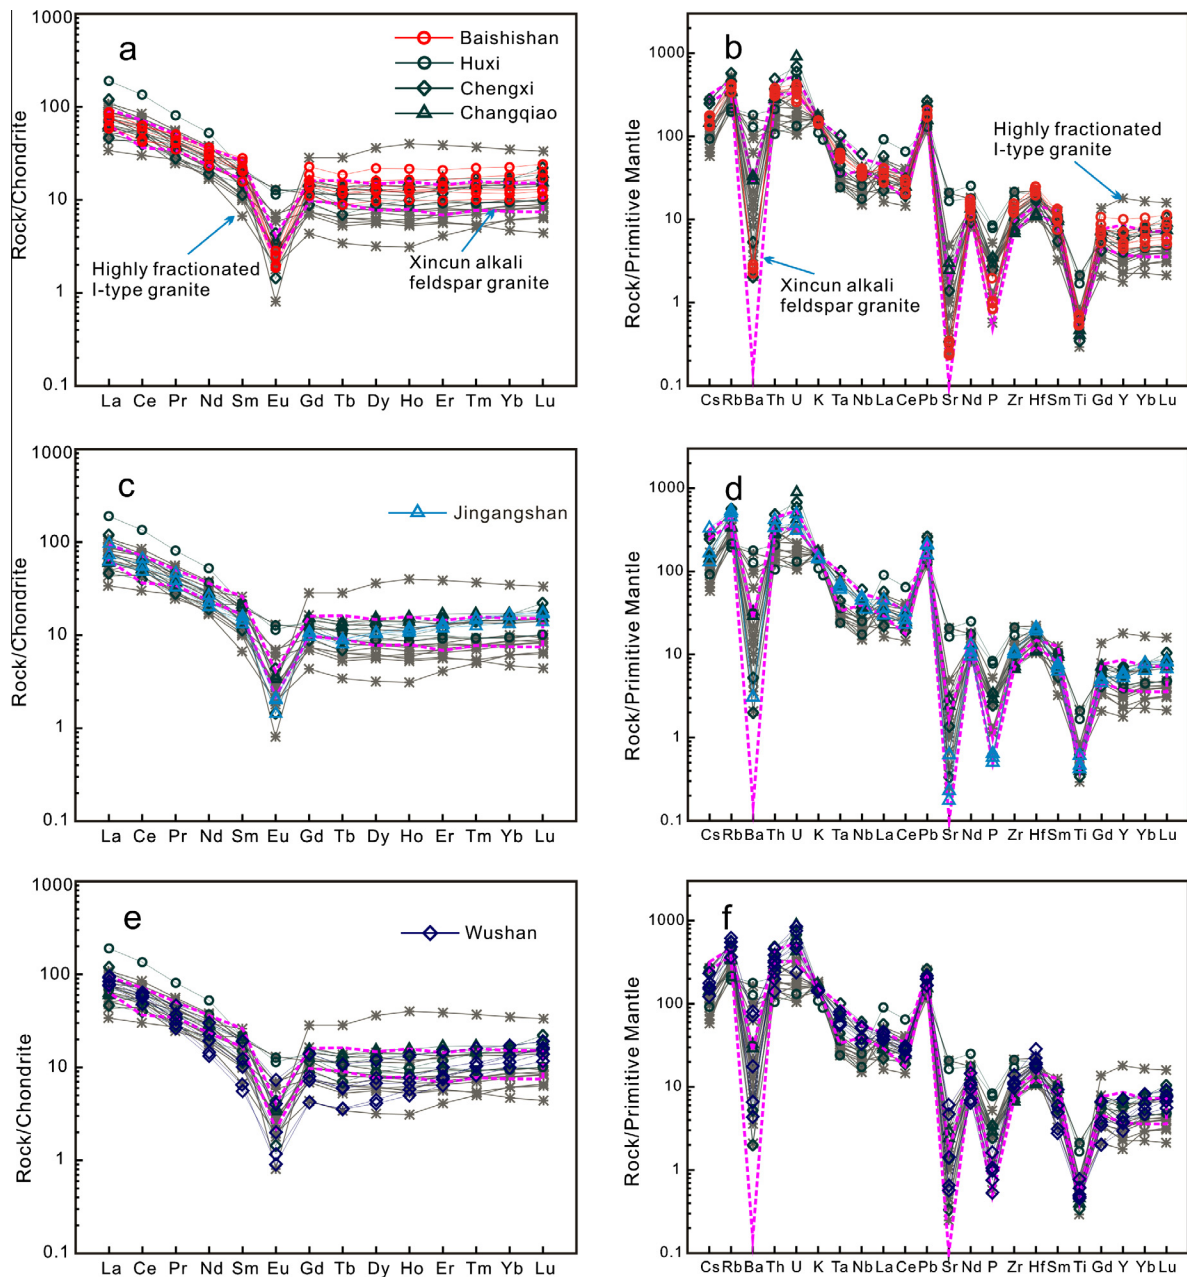 a
Rock/Chondrite
1000
100
10
1
0.1
Baishishan
Huxi
Chengxi
Changqiao
Highly fractionated
I-type granite
Xincun alkali
feldspar granite
La Ce Pr Nd Sm Eu Gd Tb Dy Ho Er Tm Yb Lu
b
Rock/Primitive Mantle
1000
100
10
1
0.1
Highly fractionated
I-type granite
Xincun alkali
feldspar granite
Cs Rb Ba Th U K Ta Nb La Ce Pb Sr Nd P Zr Hf Sm Ti Gd Y Yb Lu
c
Rock/Chondrite
1000
100
10
1
0.1
Jingangshan
La Ce Pr Nd Sm Eu Gd Tb Dy Ho Er Tm Yb Lu
d
Rock/Primitive Mantle
1000
100
10
1
0.1
Cs Rb Ba Th U K Ta Nb La Ce Pb Sr Nd P Zr Hf Sm Ti Gd Y Yb Lu
e
Rock/Chondrite
1000
100
10
1
0.1
Wushan
La Ce Pr Nd Sm Eu Gd Tb Dy Ho Er Tm Yb Lu
f
Rock/Primitive Mantle
1000
100
10
1
0.1
Cs Rb Ba Th U K Ta Nb La Ce Pb Sr Nd P Zr Hf Sm Ti Gd Y Yb Lu